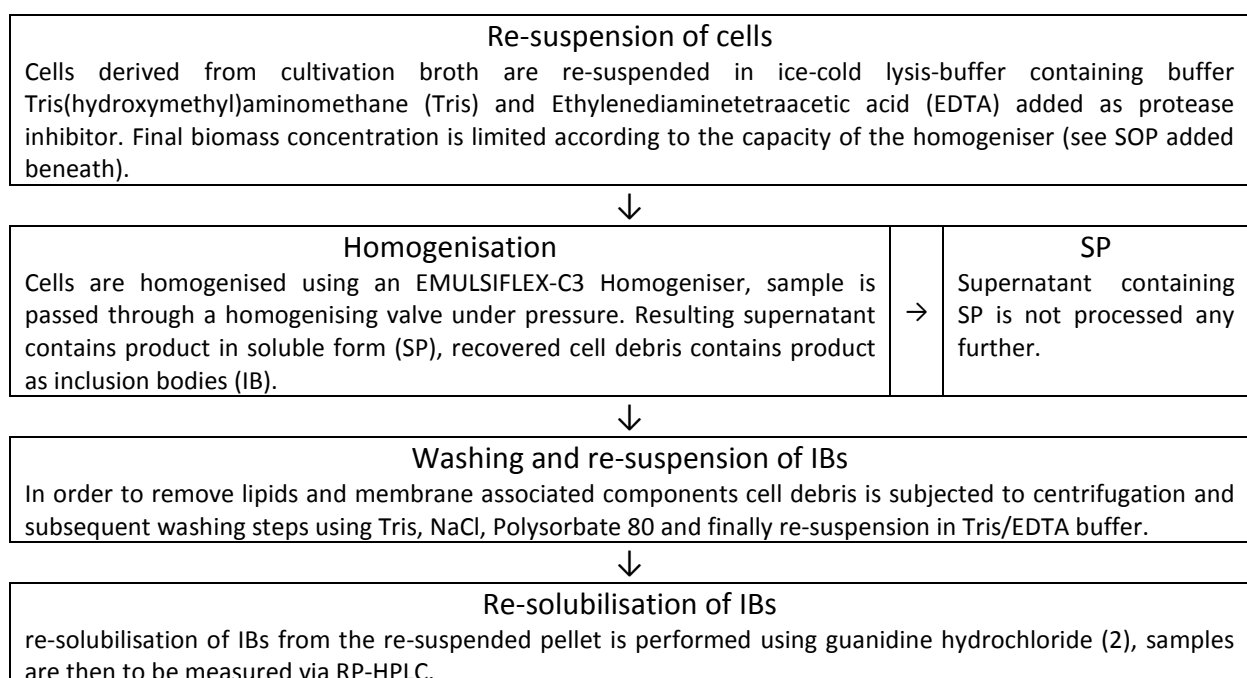 Re-suspension of cells
Cells derived from cultivation broth are re-suspended in ice-cold lysis-buffer containing buffer
Tris(hydroxymethyl)aminomethane (Tris) and Ethylenediaminetetraacetic acid (EDTA) added as protease
inhibitor. Final biomass concentration is limited according to the capacity of the homogeniser (see SOP added
beneath).
↓
Homogenisation
Cells are homogenised using an EMULSIFLEX-C3 Homogeniser, sample is
passed through a homogenising valve under pressure. Resulting supernatant
contains product in soluble form (SP), recovered cell debris contains product
as inclusion bodies (IB).
→
SP
Supernatant containing
SP is not processed any
further.
↓
Washing and re-suspension of IBs
In order to remove lipids and membrane associated components cell debris is subjected to centrifugation and
subsequent washing steps using Tris, NaCl, Polysorbate 80 and finally re-suspension in Tris/EDTA buffer.
↓
Re-solubilisation of IBs
re-solubilisation of IBs from the re-suspended pellet is performed using guanidine hydrochloride (2), samples
are then to be measured via RP-HPLC.